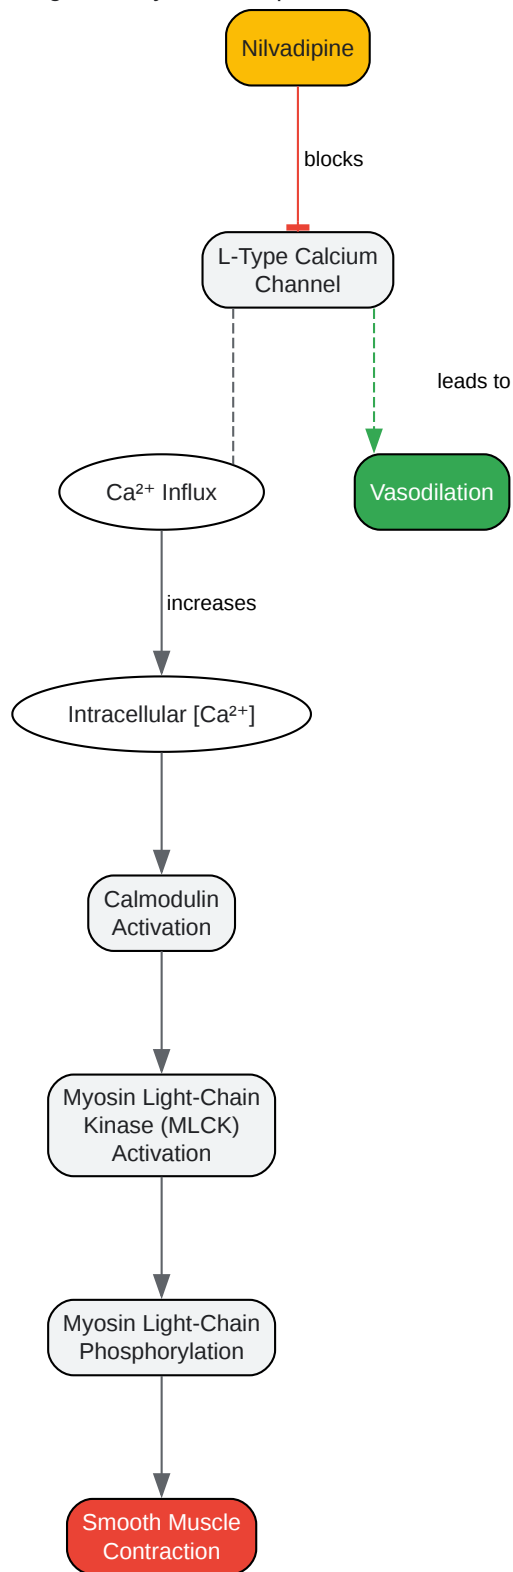 Nilvadipine
blocks
L-Type Calcium
Channel
leads to
Ca²⁺ Influx
Vasodilation
increases
Intracellular [Ca²⁺]
Calmodulin
Activation
Myosin Light-Chain
Kinase (MLCK)
Activation
Myosin Light-Chain
Phosphorylation
Smooth Muscle
Contraction